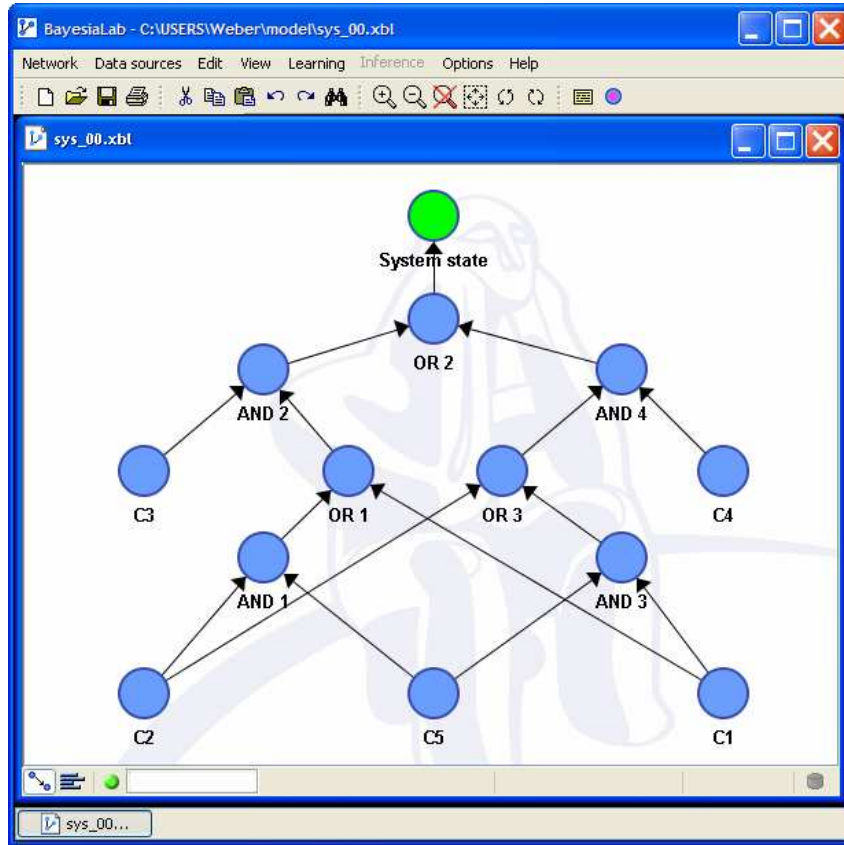 BayesiaLab - C:\USERS\Weber\model\sys_00.xbl
Network Data sources Edit View Learning Inference Options Help
sys_00.xbl
System state
OR 2
AND 2 AND 4
C3 OR 1 OR 3 C4
AND 1 AND 3
C2 C5 C1
sys_00...